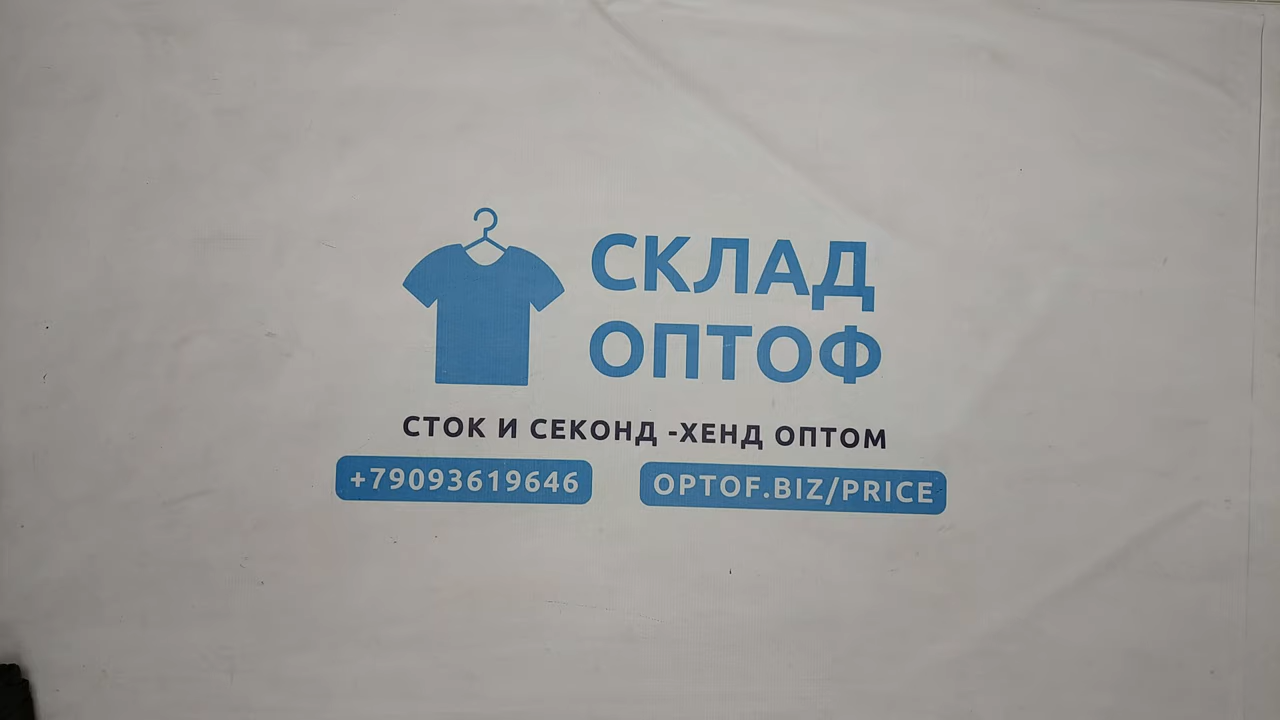 СКЛАД
ОПТОФ
СТОК И СЕКОНД -ХЕНД ОПТОМ
+79093619646
OPTOF.BIZ/PRICE